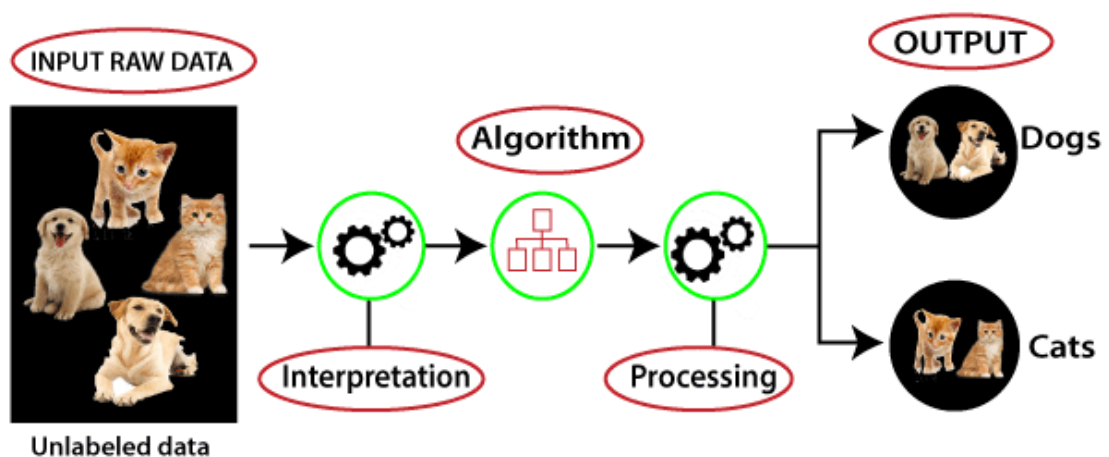 INPUT RAW DATA
OUTPUT
Algorithm
Dogs
Interpretation
Processing
Cats
Unlabeled data